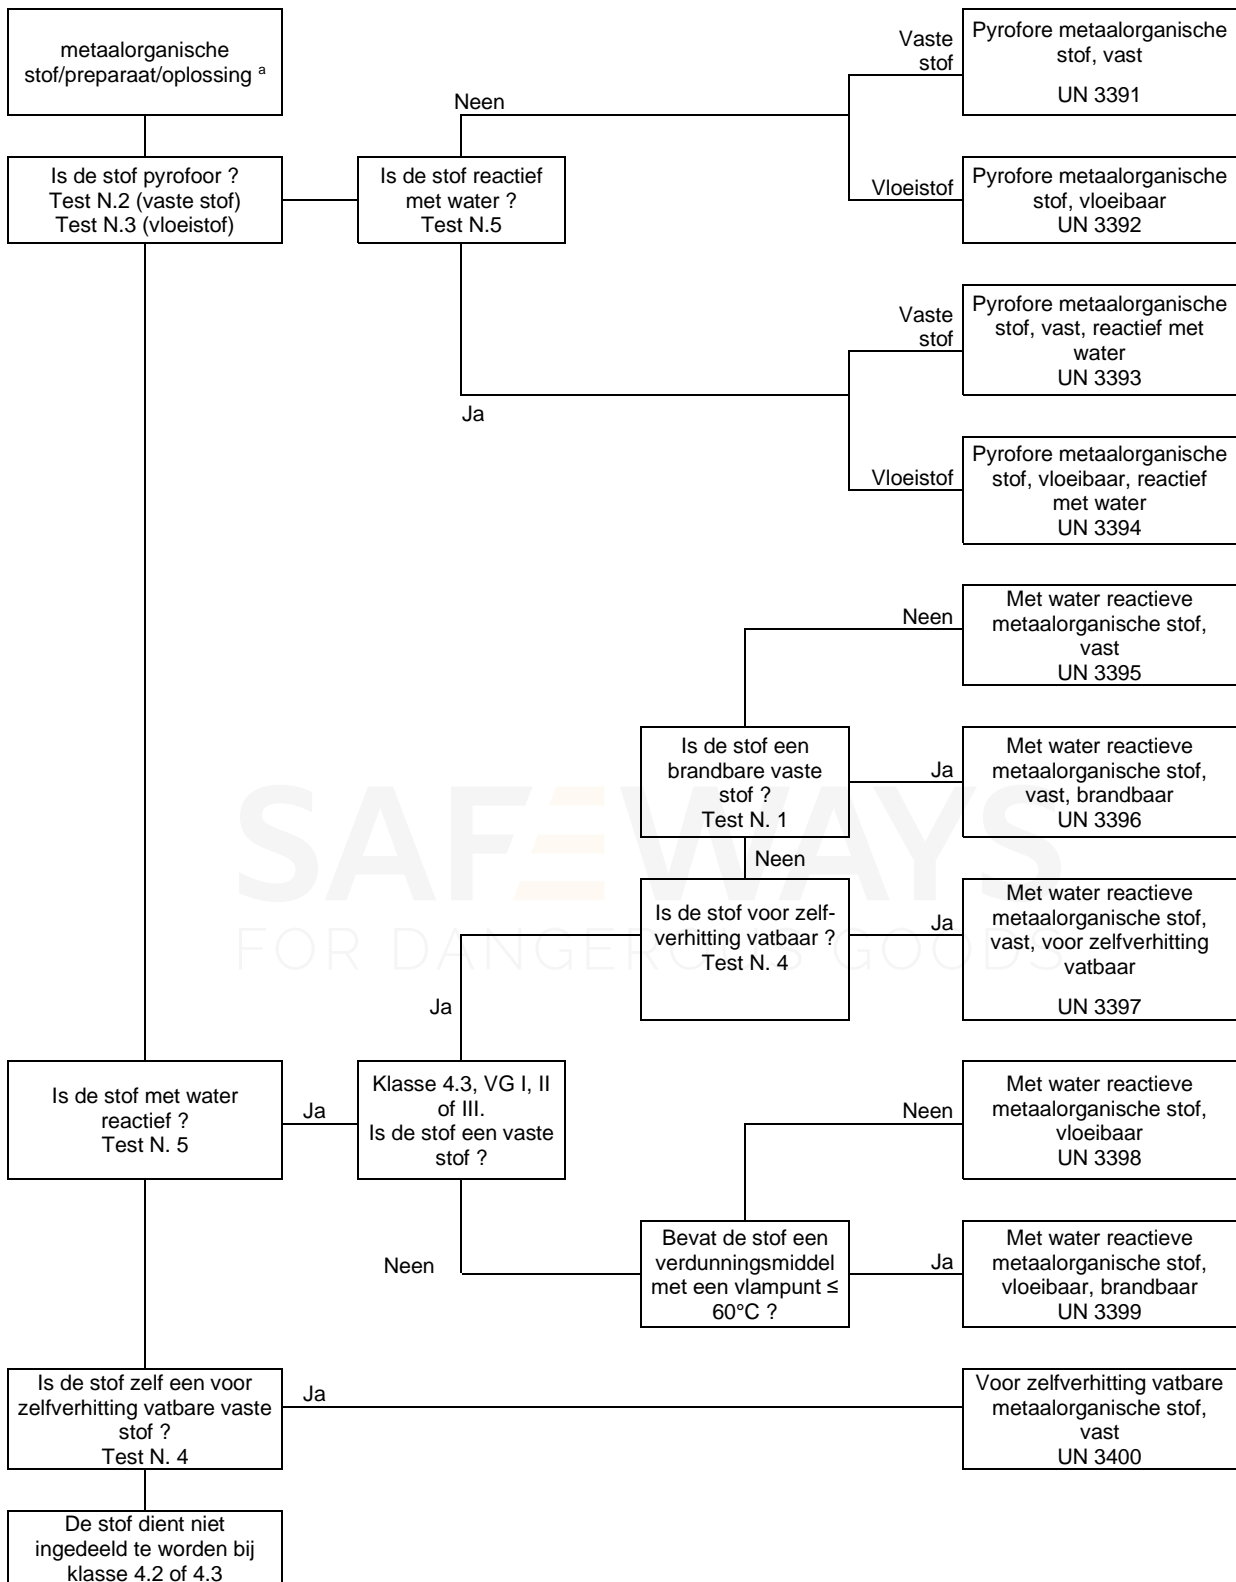 metaalorganische
stof/preparaat/oplossing a
Is de stof pyrofoor ?
Test N.2 (vaste stof)
Test N.3 (vloeistof)
Is de stof reactief
met water ?
Test N.5
Neen
Vaste
stof
Pyrofore metaalorganische
stof, vast
UN 3391
Vloeistof
Pyrofore metaalorganische
stof, vloeibaar
UN 3392
Ja
Vaste
stof
Pyrofore metaalorganische
stof, vast, reactief met
water
UN 3393
Vloeistof
Pyrofore metaalorganische
stof, vloeibaar, reactief
met water
UN 3394
Neen
Met water reactieve
metaalorganische stof,
vast
UN 3395
Is de stof een
brandbare vaste
stof ?
Test N. 1
Ja
Met water reactieve
metaalorganische stof,
vast, brandbaar
UN 3396
Neen
Is de stof voor zelf-
verhitting vatbaar ?
Test N. 4
Ja
Met water reactieve
metaalorganische stof,
vast, voor zelfverhitting
vatbaar
UN 3397
SAFEWAYS
FOR DANGEROUS GOODS
Ja
Is de stof met water
reactief ?
Test N. 5
Ja
Klasse 4.3, VG I, II
of III.
Is de stof een vaste
stof ?
Neen
Met water reactieve
metaalorganische stof,
vloeibaar
UN 3398
Neen
Bevat de stof een
verdunningsmiddel
met een vlampunt ≤
60°C ?
Ja
Met water reactieve
metaalorganische stof,
vloeibaar, brandbaar
UN 3399
Is de stof zelf een voor
zelfverhitting vatbare vaste
stof ?
Test N. 4
Ja
Voor zelfverhitting vatbare
metaalorganische stof,
vast
UN 3400
De stof dient niet
ingedeeld te worden bij
klasse 4.2 of 4.3